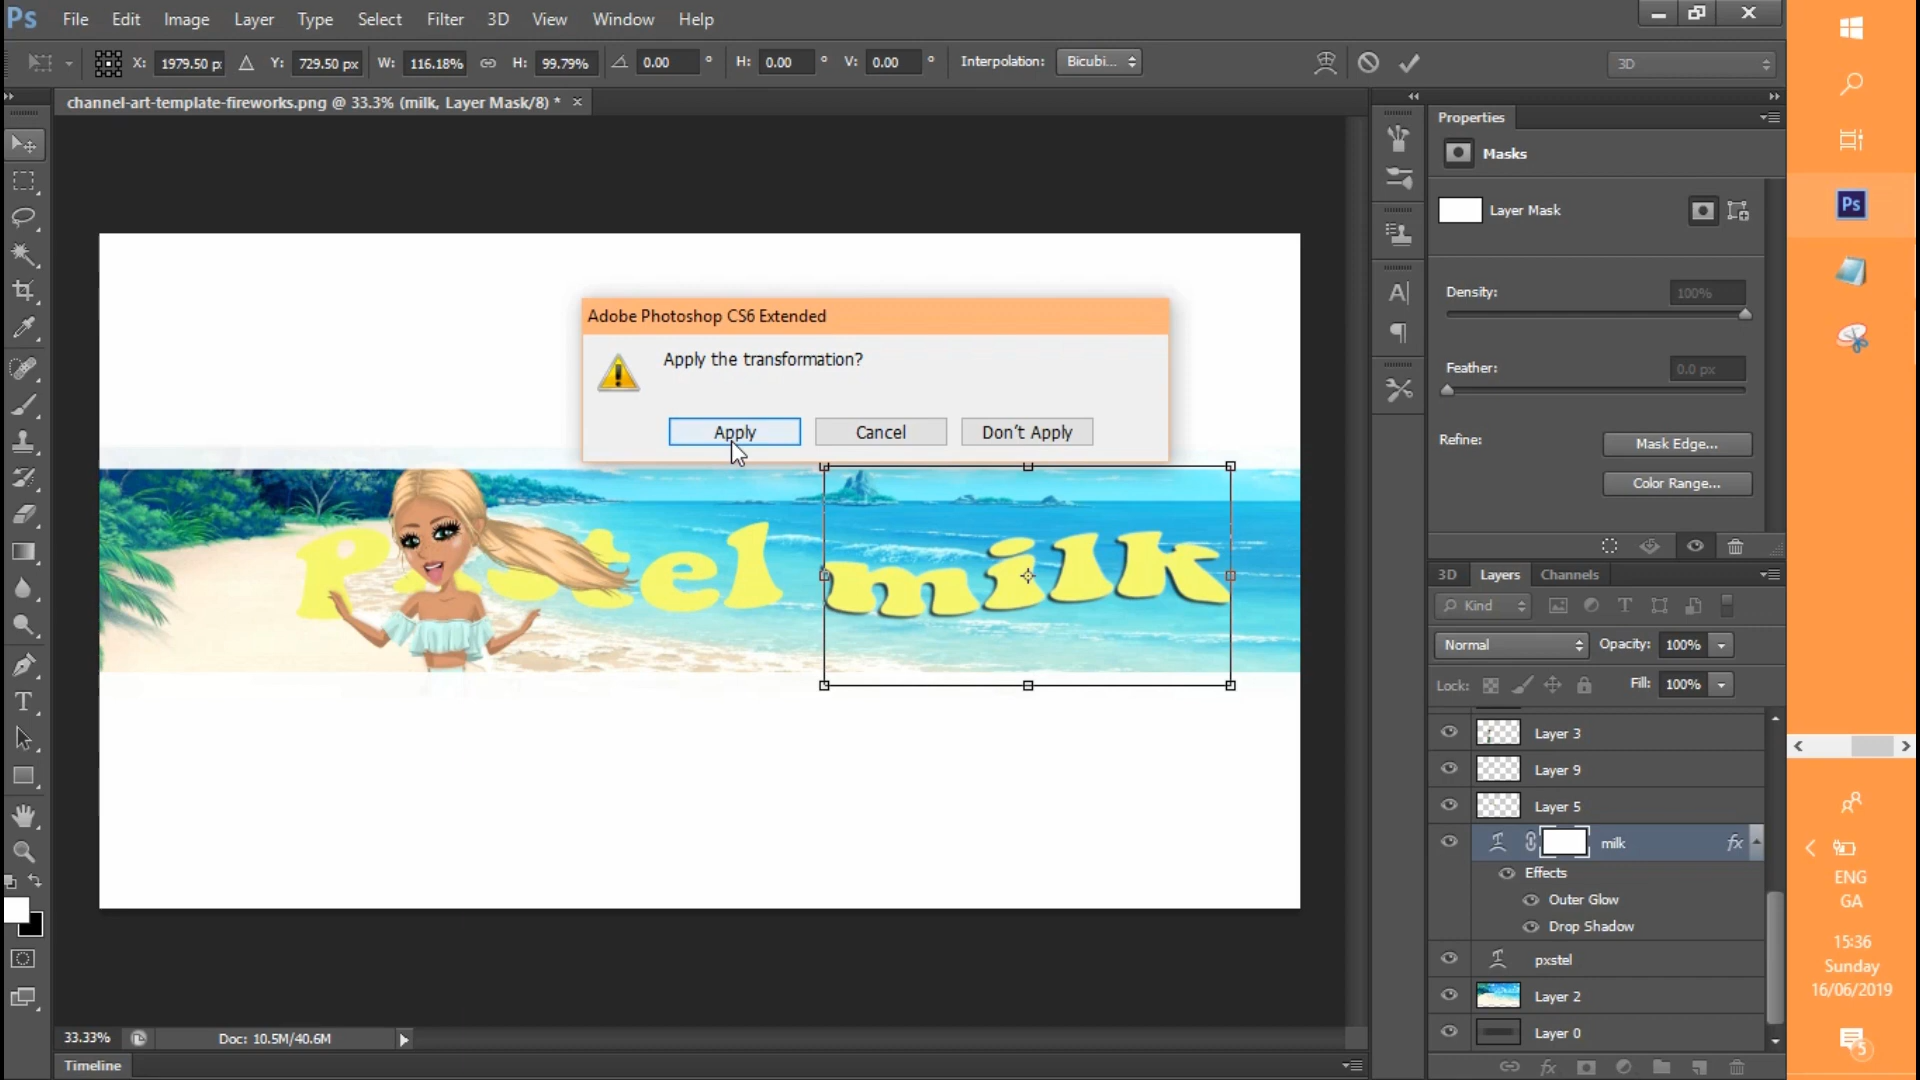 Ps File Edit Image Layer Type Select Filter 3D View Window Help
X: 1979.50 p: Y: 729.50 px W: 116.18% H: 99.79% 0.00 ° H: 0.00 ° V: 0.00 ° Interpolation: Bicubi... 3D
channel-art-template-fireworks.png @ 33.3% (milk, Layer Mask/8) * ×
Adobe Photoshop CS6 Extended
Apply the transformation?
Apply Cancel Don't Apply
milk
Properties
Masks
Layer Mask
Density: 100%
Feather: 0.0 px
Refine: Mask Edge...
Color Range...
3D Layers Channels
Kind
Normal Opacity: 100%
Lock: Fill: 100%
Layer 3
Layer 9
Layer 5
milk fx
Effects
Outer Glow
Drop Shadow
pxstel
Layer 2
Layer 0
fx
33.33% Doc: 10.5M/40.6M
Timeline
Ps
ENG
GA
15:36
Sunday
16/06/2019
5